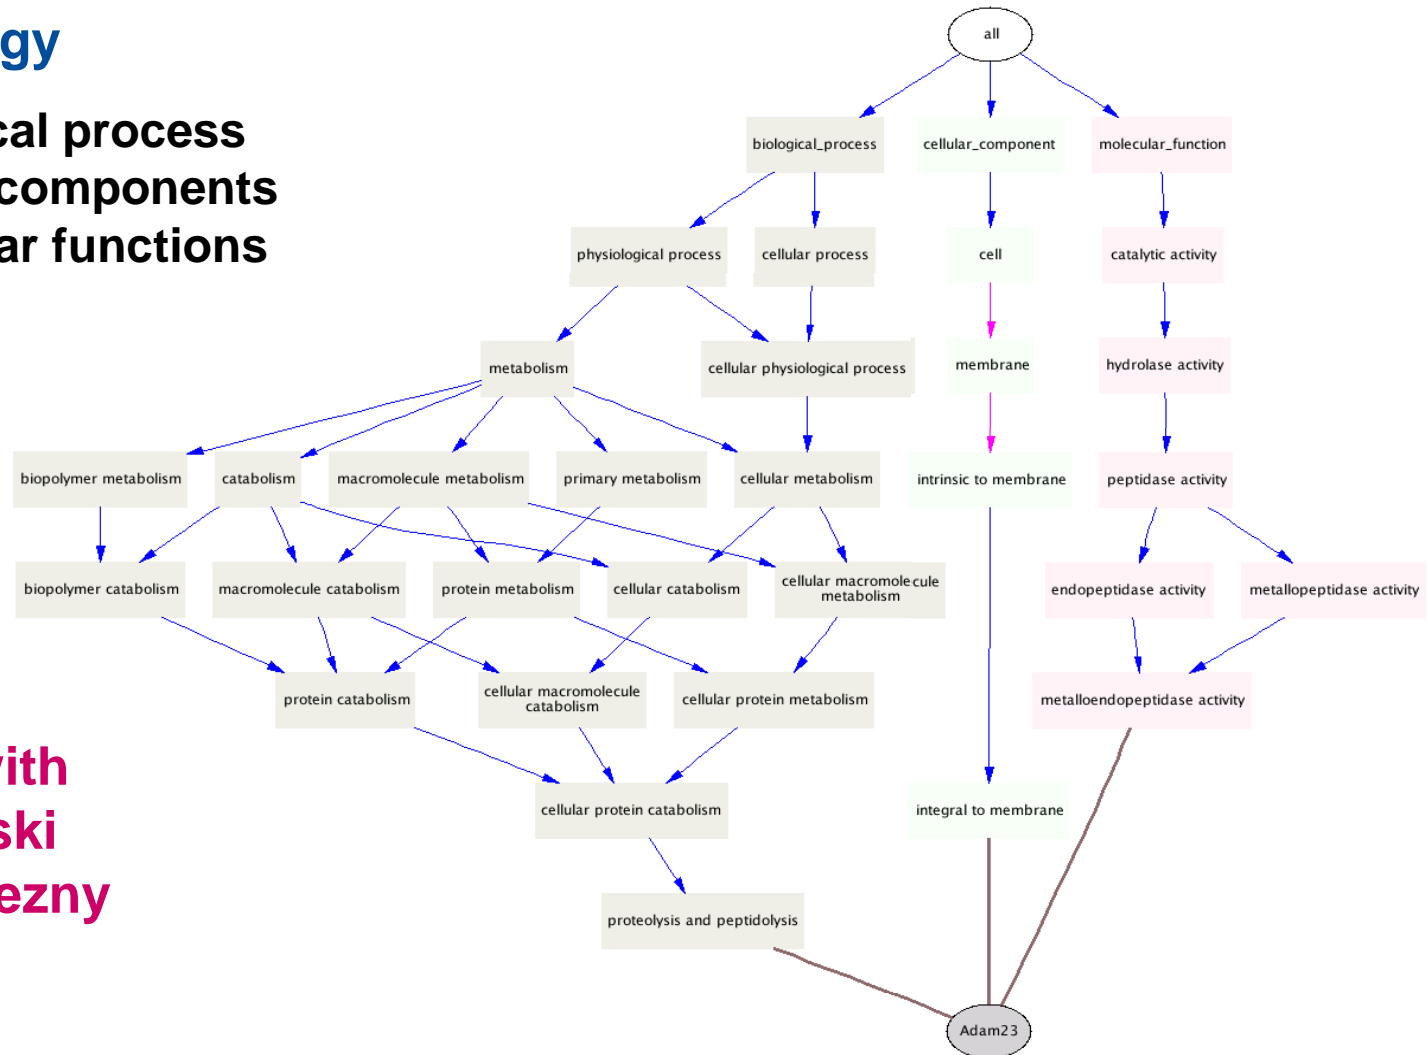 gy
cal process
components
ar functions
with
ski
ezny
all
biological_process
cellular_component
molecular_function
physiological process
cellular process
cell
catalytic activity
metabolism
cellular physiological process
membrane
hydrolase activity
biopolymer metabolism
catabolism
macromolecule metabolism
primary metabolism
cellular metabolism
intrinsic to membrane
peptidase activity
biopolymer catabolism
macromolecule catabolism
protein metabolism
cellular catabolism
cellular macromolecule
metabolism
endopeptidase activity
metallopeptidase activity
protein catabolism
cellular macromolecule
catabolism
cellular protein metabolism
metalloendopeptidase activity
cellular protein catabolism
integral to membrane
proteolysis and peptidolysis
Adam23